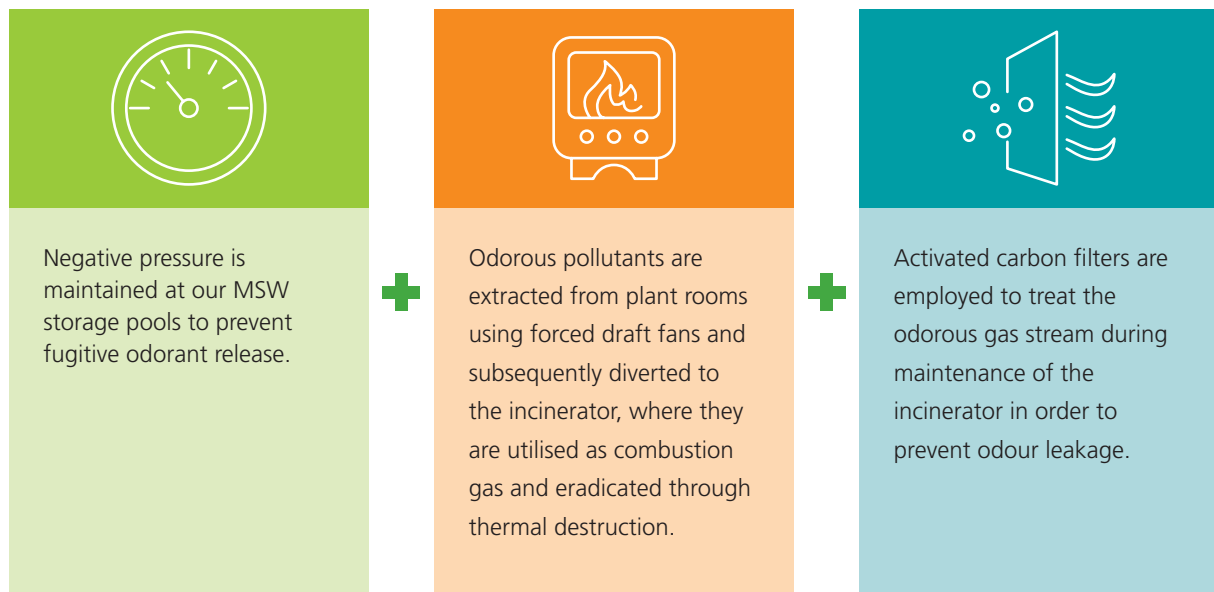 Negative pressure is
maintained at our MSW
storage pools to prevent
fugitive odorant release.
Odorous pollutants are
extracted from plant rooms
using forced draft fans and
subsequently diverted to
the incinerator, where they
are utilised as combustion
gas and eradicated through
thermal destruction.
Activated carbon filters are
employed to treat the
odorous gas stream during
maintenance of the
incinerator in order to
prevent odour leakage.